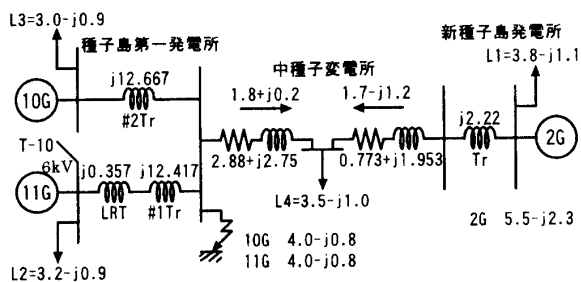 L3=3.0-j0.9
種子島第一発電所
新種子島発電所
L1=3.8-j1.1
中種子変電所
j12.667
10G
#2Tr
1.8+j0.2
1.7-j1.2
j2.22
2G
Tr
T-10
6kV
j0.357
j12.417
2.88+j2.75
0.773+j1.953
11G
LRT
#1Tr
L4=3.5-j1.0
2G 5.5-j2.3
10G 4.0-j0.8
11G 4.0-j0.8
L2=3.2-j0.9